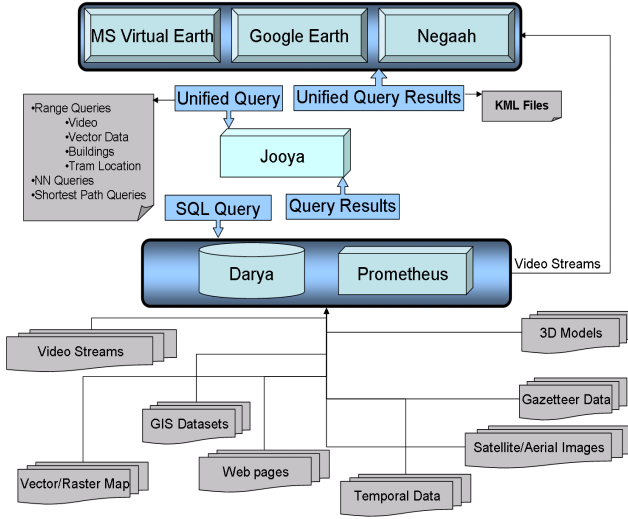 MS Virtual Earth
Google Earth
Negaah
Unified Query
Unified Query Results
KML Files
•Range Queries
•Video
•Vector Data
•Buildings
•Tram Location
•NN Queries
•Shortest Path Queries
Jooya
SQL Query
Query Results
Darya
Prometheus
Video Streams
Video Streams
3D Models
GIS Datasets
Gazetteer Data
Web pages
Satellite/Aerial Images
Vector/Raster Map
Temporal Data